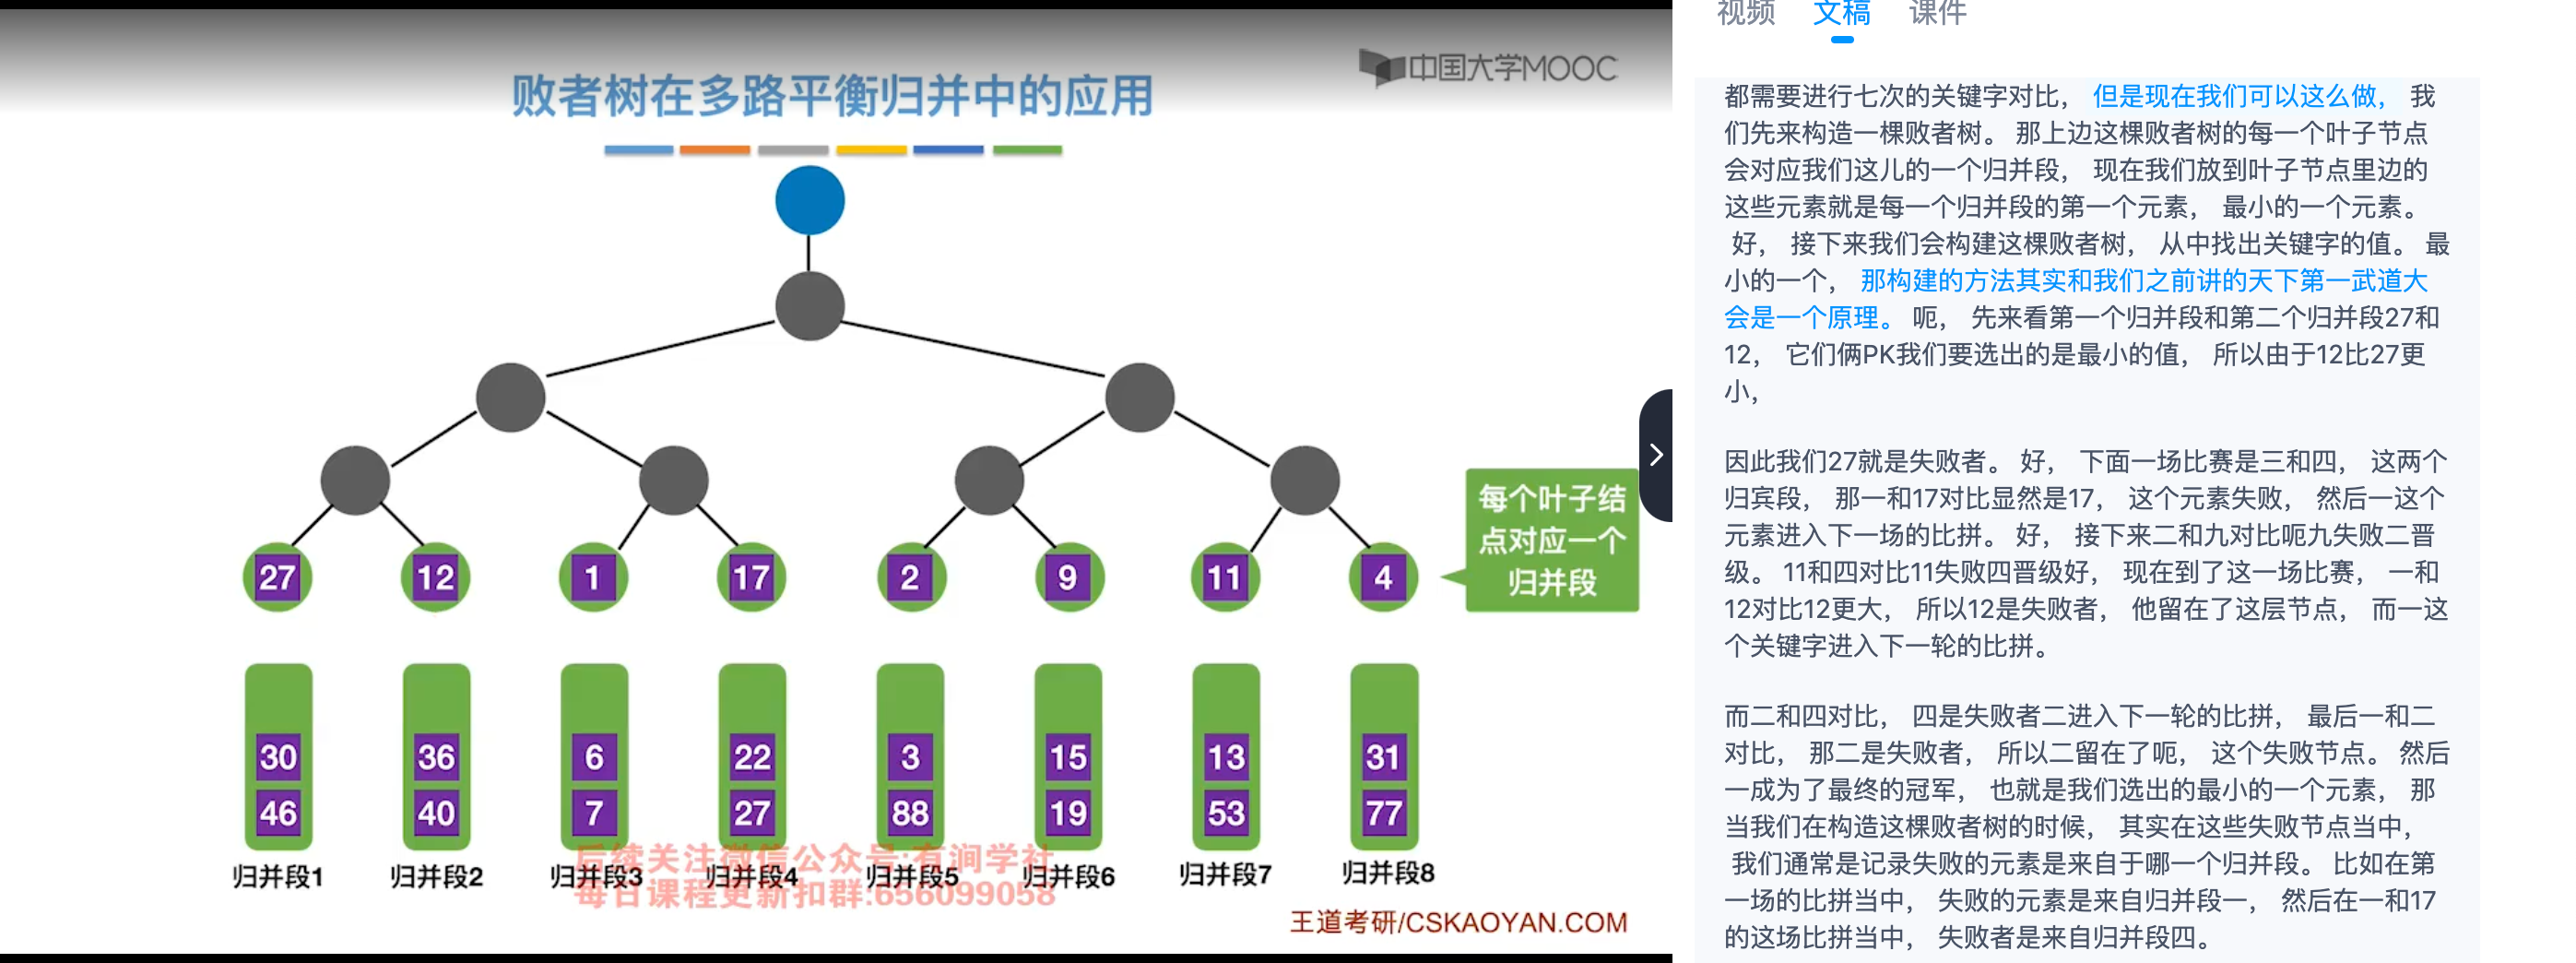 中国大学MOOC
败者树在多路平衡归并中的应用
27 12 1 17 2 9 11 4
每个叶子结
点对应一个
归并段
30 36 6 22 3 15 13 31
46 40 7 27 88 19 53 77
归并段1 归并段2 归并段3 归并段4 归并段5 归并段6 归并段7 归并段8
后续关注微信公众号:有涧学社
每日课程更新扣群:656099058
王道考研/CSKAOYAN.COM
视频 文稿 课件
都需要进行七次的关键字对比， 但是现在我们可以这么做， 我
们先来构造一棵败者树。 那上边这棵败者树的每一个叶子节点
会对应我们这儿的一个归并段， 现在我们放到叶子节点里边的
这些元素就是每一个归并段的第一个元素， 最小的一个元素。
好， 接下来我们会构建这棵败者树， 从中找出关键字的值。 最
小的一个， 那构建的方法其实和我们之前讲的天下第一武道大
会是一个原理。 呃， 先来看第一个归并段和第二个归并段27和
12， 它们俩PK我们要选出的是最小的值， 所以由于12比27更
小，
因此我们27就是失败者。 好， 下面一场比赛是三和四， 这两个
归宾段， 那一和17对比显然是17， 这个元素失败， 然后一这个
元素进入下一场的比拼。 好， 接下来二和九对比呃九失败二晋
级。 11和四对比11失败四晋级好， 现在到了这一场比赛， 一和
12对比12更大， 所以12是失败者， 他留在了这层节点， 而一这
个关键字进入下一轮的比拼。
而二和四对比， 四是失败者二进入下一轮的比拼， 最后一和二
对比， 那二是失败者， 所以二留在了呃， 这个失败节点。 然后
一成为了最终的冠军， 也就是我们选出的最小的一个元素， 那
当我们在构造这棵败者树的时候， 其实在这些失败节点当中，
我们通常是记录失败的元素是来自于哪一个归并段。 比如在第
一场的比拼当中， 失败的元素是来自归并段一， 然后在一和17
的这场比拼当中， 失败者是来自归并段四。